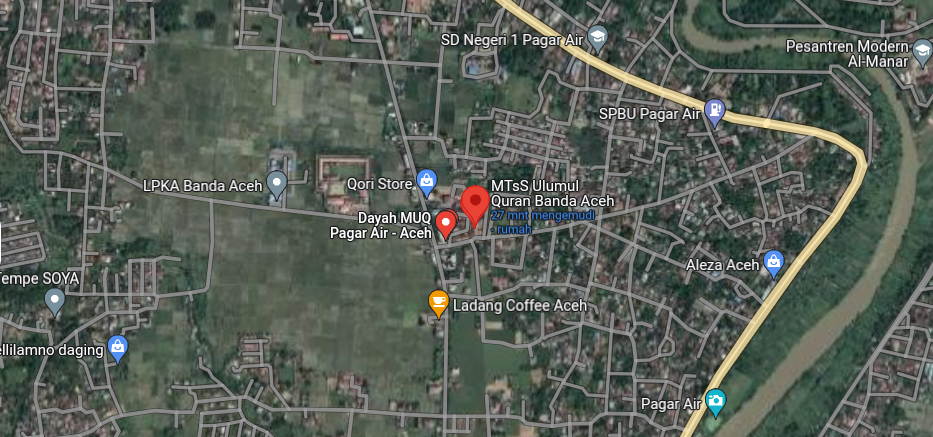 SD Negeri 1 Pagar Air
Pesantren Modern
Al-Manar
SPBU Pagar Air
LPKA Banda Aceh
Qori Store
MTsS Ulumul
Quran Banda Aceh
27 mnt mengemudi
- rumah
Dayah MUQ
Pagar Air - Aceh
Aleza Aceh
Tempe SOYA
Ladang Coffee Aceh
ellilamno daging
Pagar Air